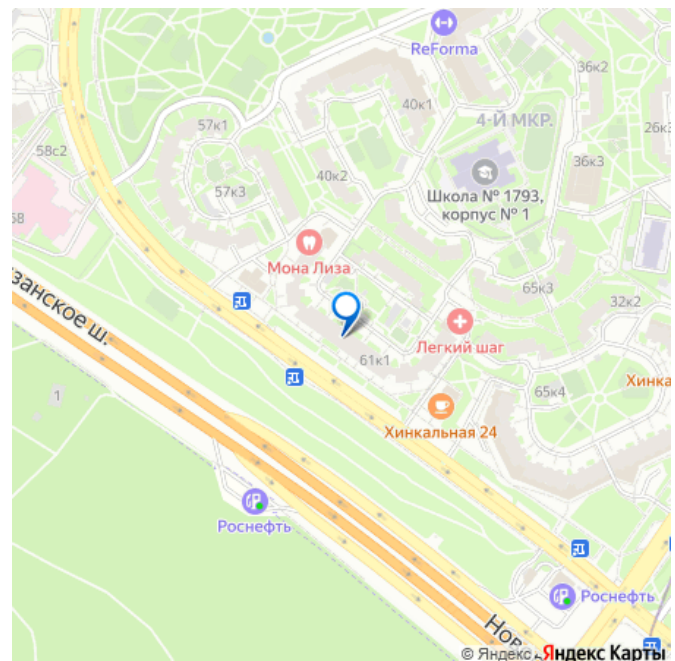 ReForma
36к2
40к1
4-Й МКР.
57к1
26к3
58с2
36к3
40к2
57к3
Школа № 1793,
корпус № 1
58
Мона Лиза
занское ш.
65к3
32к2
Легкий шаг
61к1
1
65к4
Хинка
Хинкальная 24
Роснефть
Роснефть
Нов
© Яндекс Яндекс Карты